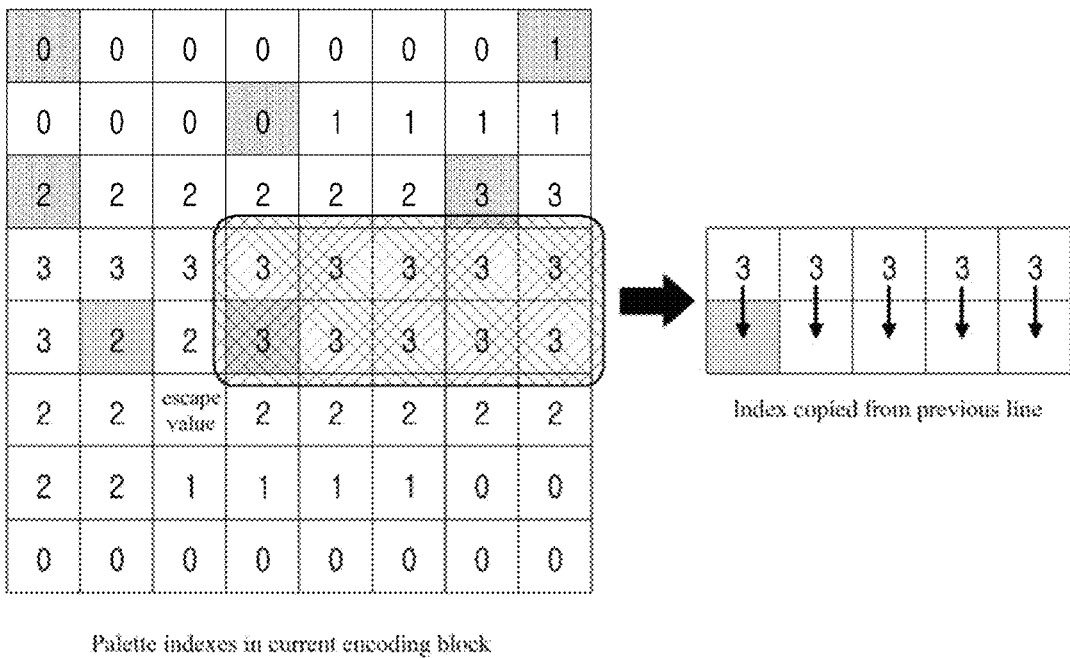 0 0 0 0 0 0 0 1
0 0 0 0 1 1 1 1
2 2 2 2 2 2 3 3
3 3 3 3 3 3 3 3
3 3 3 3 3
3 2 2 3 3 3 3 3
2 2 escape value 2 2 2 2 2
Index copied from previous line
2 2 1 1 1 1 0 0
0 0 0 0 0 0 0 0
Palette indexes in current encoding block